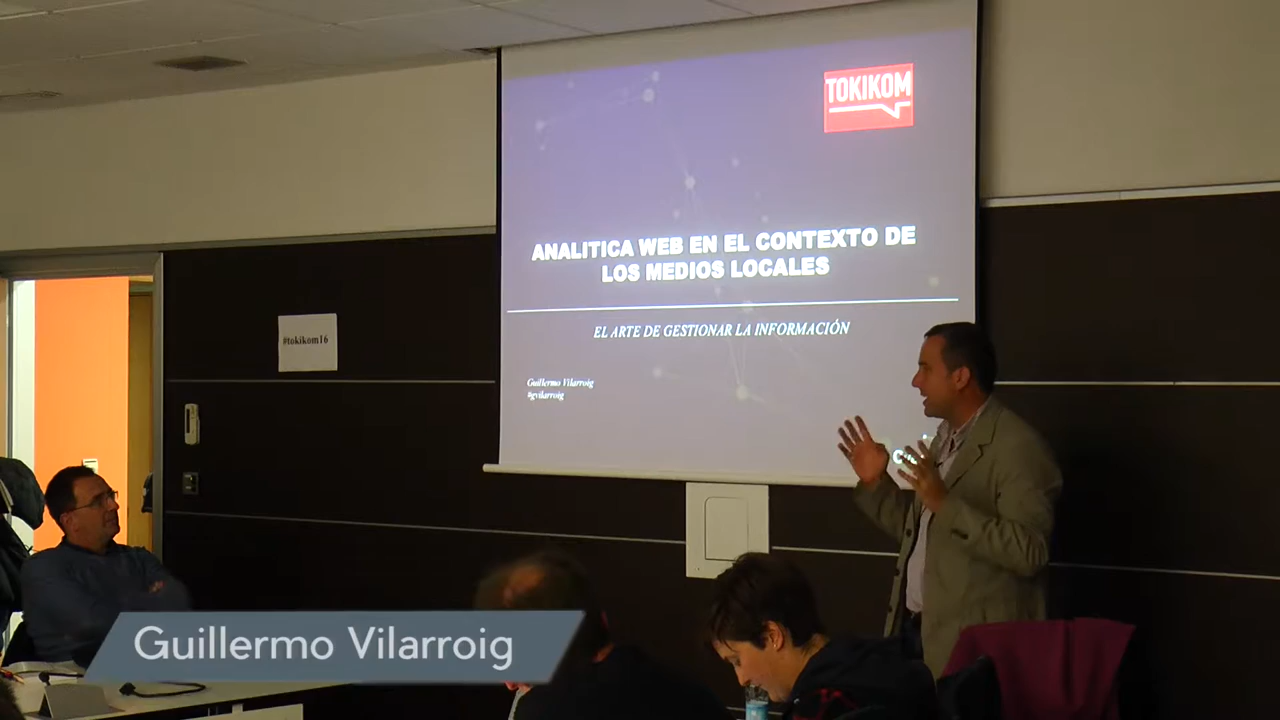 TOKIKOM
ANALITICA WEB EN EL CONTEXTO DE
LOS MEDIOS LOCALES
EL ARTE DE GESTIONAR LA INFORMACIÓN
#tokikom16
Guillermo Vilarroig
#gvilarroig
Guillermo Vilarroig